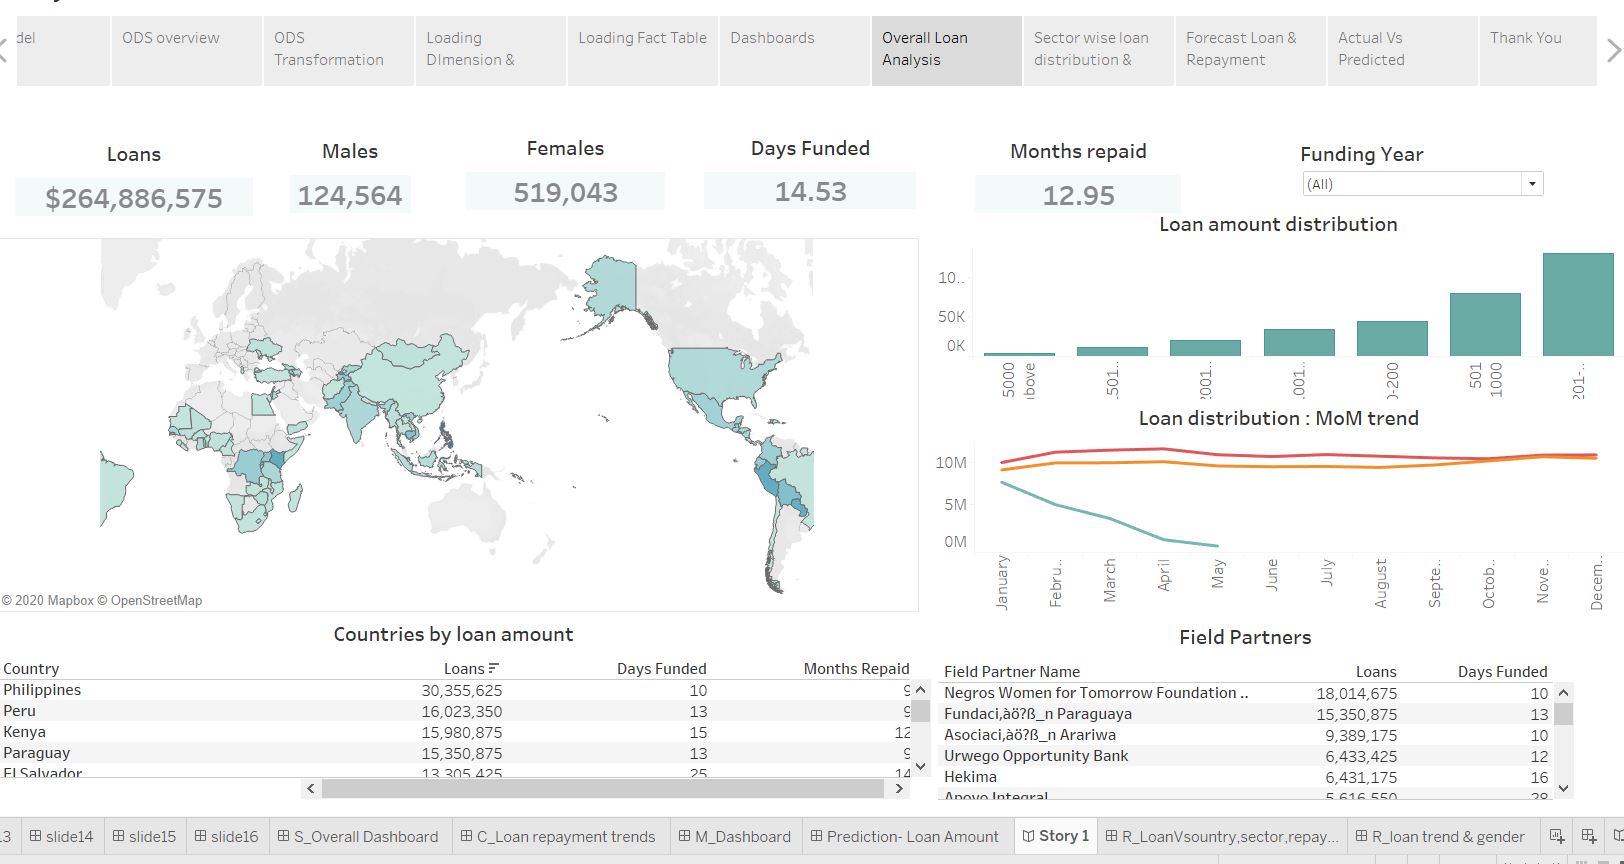 del
ODS overview
ODS
Transformation
Loading
DImension &
Loading Fact Table
Dashboards
Overall Loan
Analysis
Sector wise loan
distribution &
Forecast Loan &
Repayment
Actual Vs
Predicted
Thank You
Loans
$264,886,575
Males
124,564
Females
519,043
Days Funded
14.53
Months repaid
12.95
Funding Year
(All)
© 2020 Mapbox © OpenStreetMap
Loan amount distribution
10..
50K
0K
5000
501..
2001..
001..
0-200
501
1000
201-..
Loan distribution : MoM trend
10M
5M
0M
January
Febru..
March
April
May
June
July
August
Septe..
Octob..
Nove..
Decem..
Countries by loan amount
Country Loans Days Funded Months Repaid
Philippines 30,355,625 10 9
Peru 16,023,350 13 9
Kenya 15,980,875 15 12
Paraguay 15,350,875 13 9
El Salvador 13,305,425 25 14
Field Partners
Field Partner Name Loans Days Funded
Negros Women for Tomorrow Foundation .. 18,014,675 10
Fundaci‚àö?ß_n Paraguaya 15,350,875 13
Asociaci‚àö?ß_n Arariwa 9,389,175 10
Urwego Opportunity Bank 6,433,425 12
Hekima 6,431,175 16
Apoyo Integral 5,616,550 28
13
slide14
slide15
slide16
S_Overall Dashboard
C_Loan repayment trends
M_Dashboard
Prediction- Loan Amount
Story 1
R_LoanVsountry,sector,repay...
R_loan trend & gender